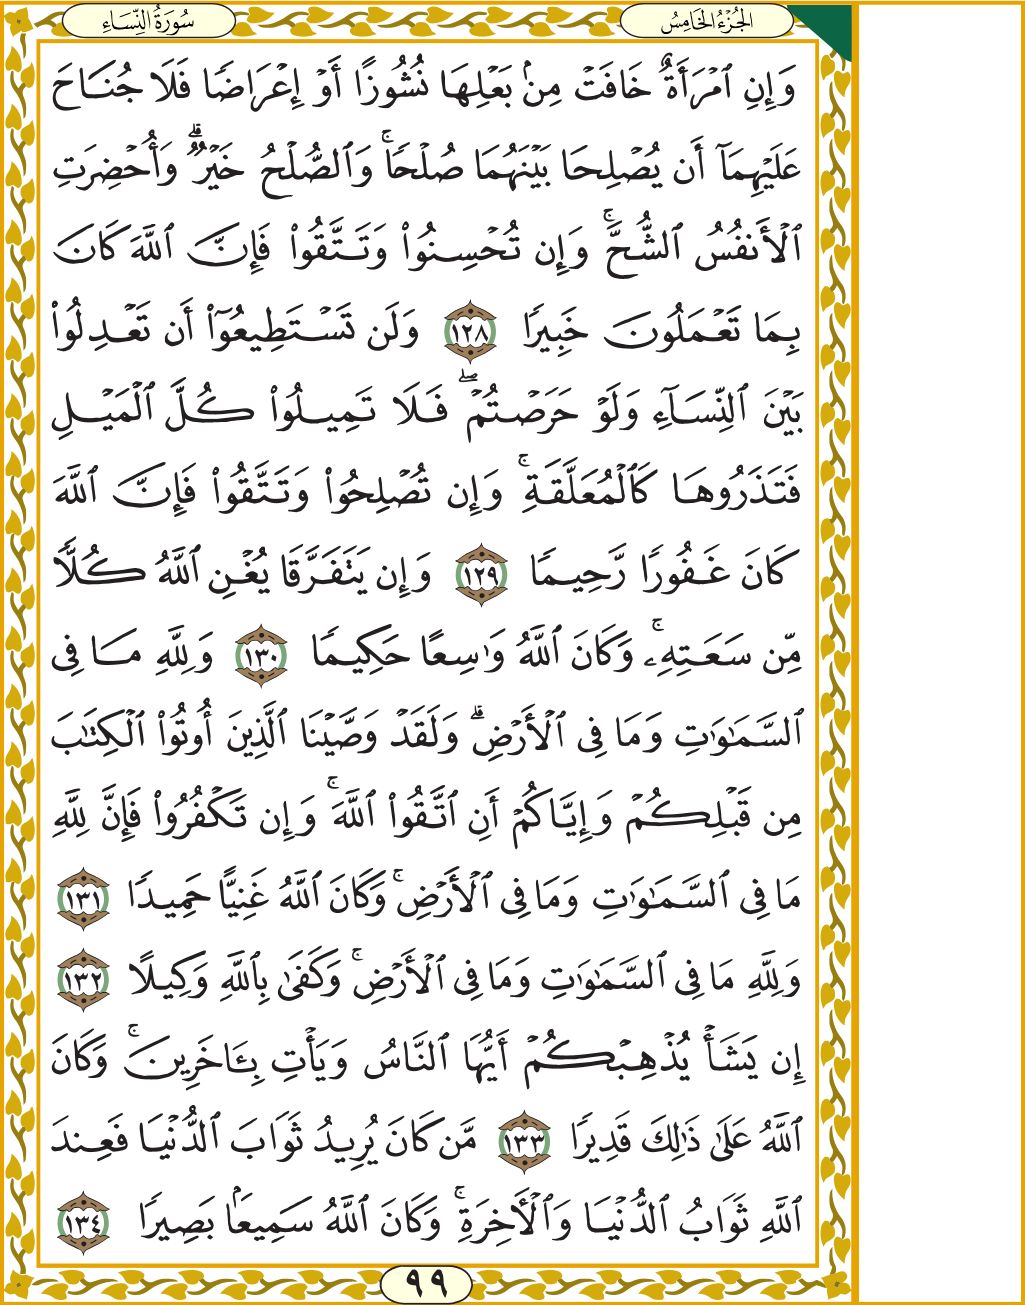 سُورَةُ النِّسَاءِ
الجُزْءُ الخَامِسُ
وَإِنِ ٱمْرَأَةٌ خَافَتْ مِنۢ بَعْلِهَا نُشُوزًا أَوْ إِعْرَاضًا فَلَا جُنَاحَ
عَلَيْهِمَآ أَن يُصْلِحَا بَيْنَهُمَا صُلْحًا ۚ وَٱلصُّلْحُ خَيْرٌ ۗ وَأُحْضِرَتِ
ٱلْأَنفُسُ ٱلشُّحَّ ۚ وَإِن تُحْسِنُوا۟ وَتَتَّقُوا۟ فَإِنَّ ٱللَّهَ كَانَ
بِمَا تَعْمَلُونَ خَبِيرًا ١٢٨ وَلَن تَسْتَطِيعُوٓا۟ أَن تَعْدِلُوا۟
بَيْنَ ٱلنِّسَآءِ وَلَوْ حَرَصْتُمْ ۖ فَلَا تَمِيلُوا۟ كُلَّ ٱلْمَيْلِ
فَتَذَرُوهَا كَٱلْمُعَلَّقَةِ ۚ وَإِن تُصْلِحُوا۟ وَتَتَّقُوا۟ فَإِنَّ ٱللَّهَ
كَانَ غَفُورًا رَّحِيمًا ١٢٩ وَإِن يَتَفَرَّقَا يُغْنِ ٱللَّهُ كُلًّا
مِّن سَعَتِهِۦ ۚ وَكَانَ ٱللَّهُ وَٰسِعًا حَكِيمًا ١٣٠ وَلِلَّهِ مَا فِى
ٱلسَّمَٰوَٰتِ وَمَا فِى ٱلْأَرْضِ ۗ وَلَقَدْ وَصَّيْنَا ٱلَّذِينَ أُوتُوا۟ ٱلْكِتَٰبَ
مِن قَبْلِكُمْ وَإِيَّاكُمْ أَنِ ٱتَّقُوا۟ ٱللَّهَ ۚ وَإِن تَكْفُرُوا۟ فَإِنَّ لِلَّهِ
مَا فِى ٱلسَّمَٰوَٰتِ وَمَا فِى ٱلْأَرْضِ ۚ وَكَانَ ٱللَّهُ غَنِيًّا حَمِيدًا ١٣١
وَلِلَّهِ مَا فِى ٱلسَّمَٰوَٰتِ وَمَا فِى ٱلْأَرْضِ ۚ وَكَفَىٰ بِٱللَّهِ وَكِيلًا ١٣٢
إِن يَشَأْ يُذْهِبْكُمْ أَيُّهَا ٱلنَّاسُ وَيَأْتِ بِـَٔاخَرِينَ ۚ وَكَانَ
ٱللَّهُ عَلَىٰ ذَٰلِكَ قَدِيرًا ١٣٣ مَّن كَانَ يُرِيدُ ثَوَابَ ٱلدُّنْيَا فَعِندَ
ٱللَّهِ ثَوَابُ ٱلدُّنْيَا وَٱلْأَخِرَةِ ۚ وَكَانَ ٱللَّهُ سَمِيعًۢا بَصِيرًا ١٣٤
٩٩